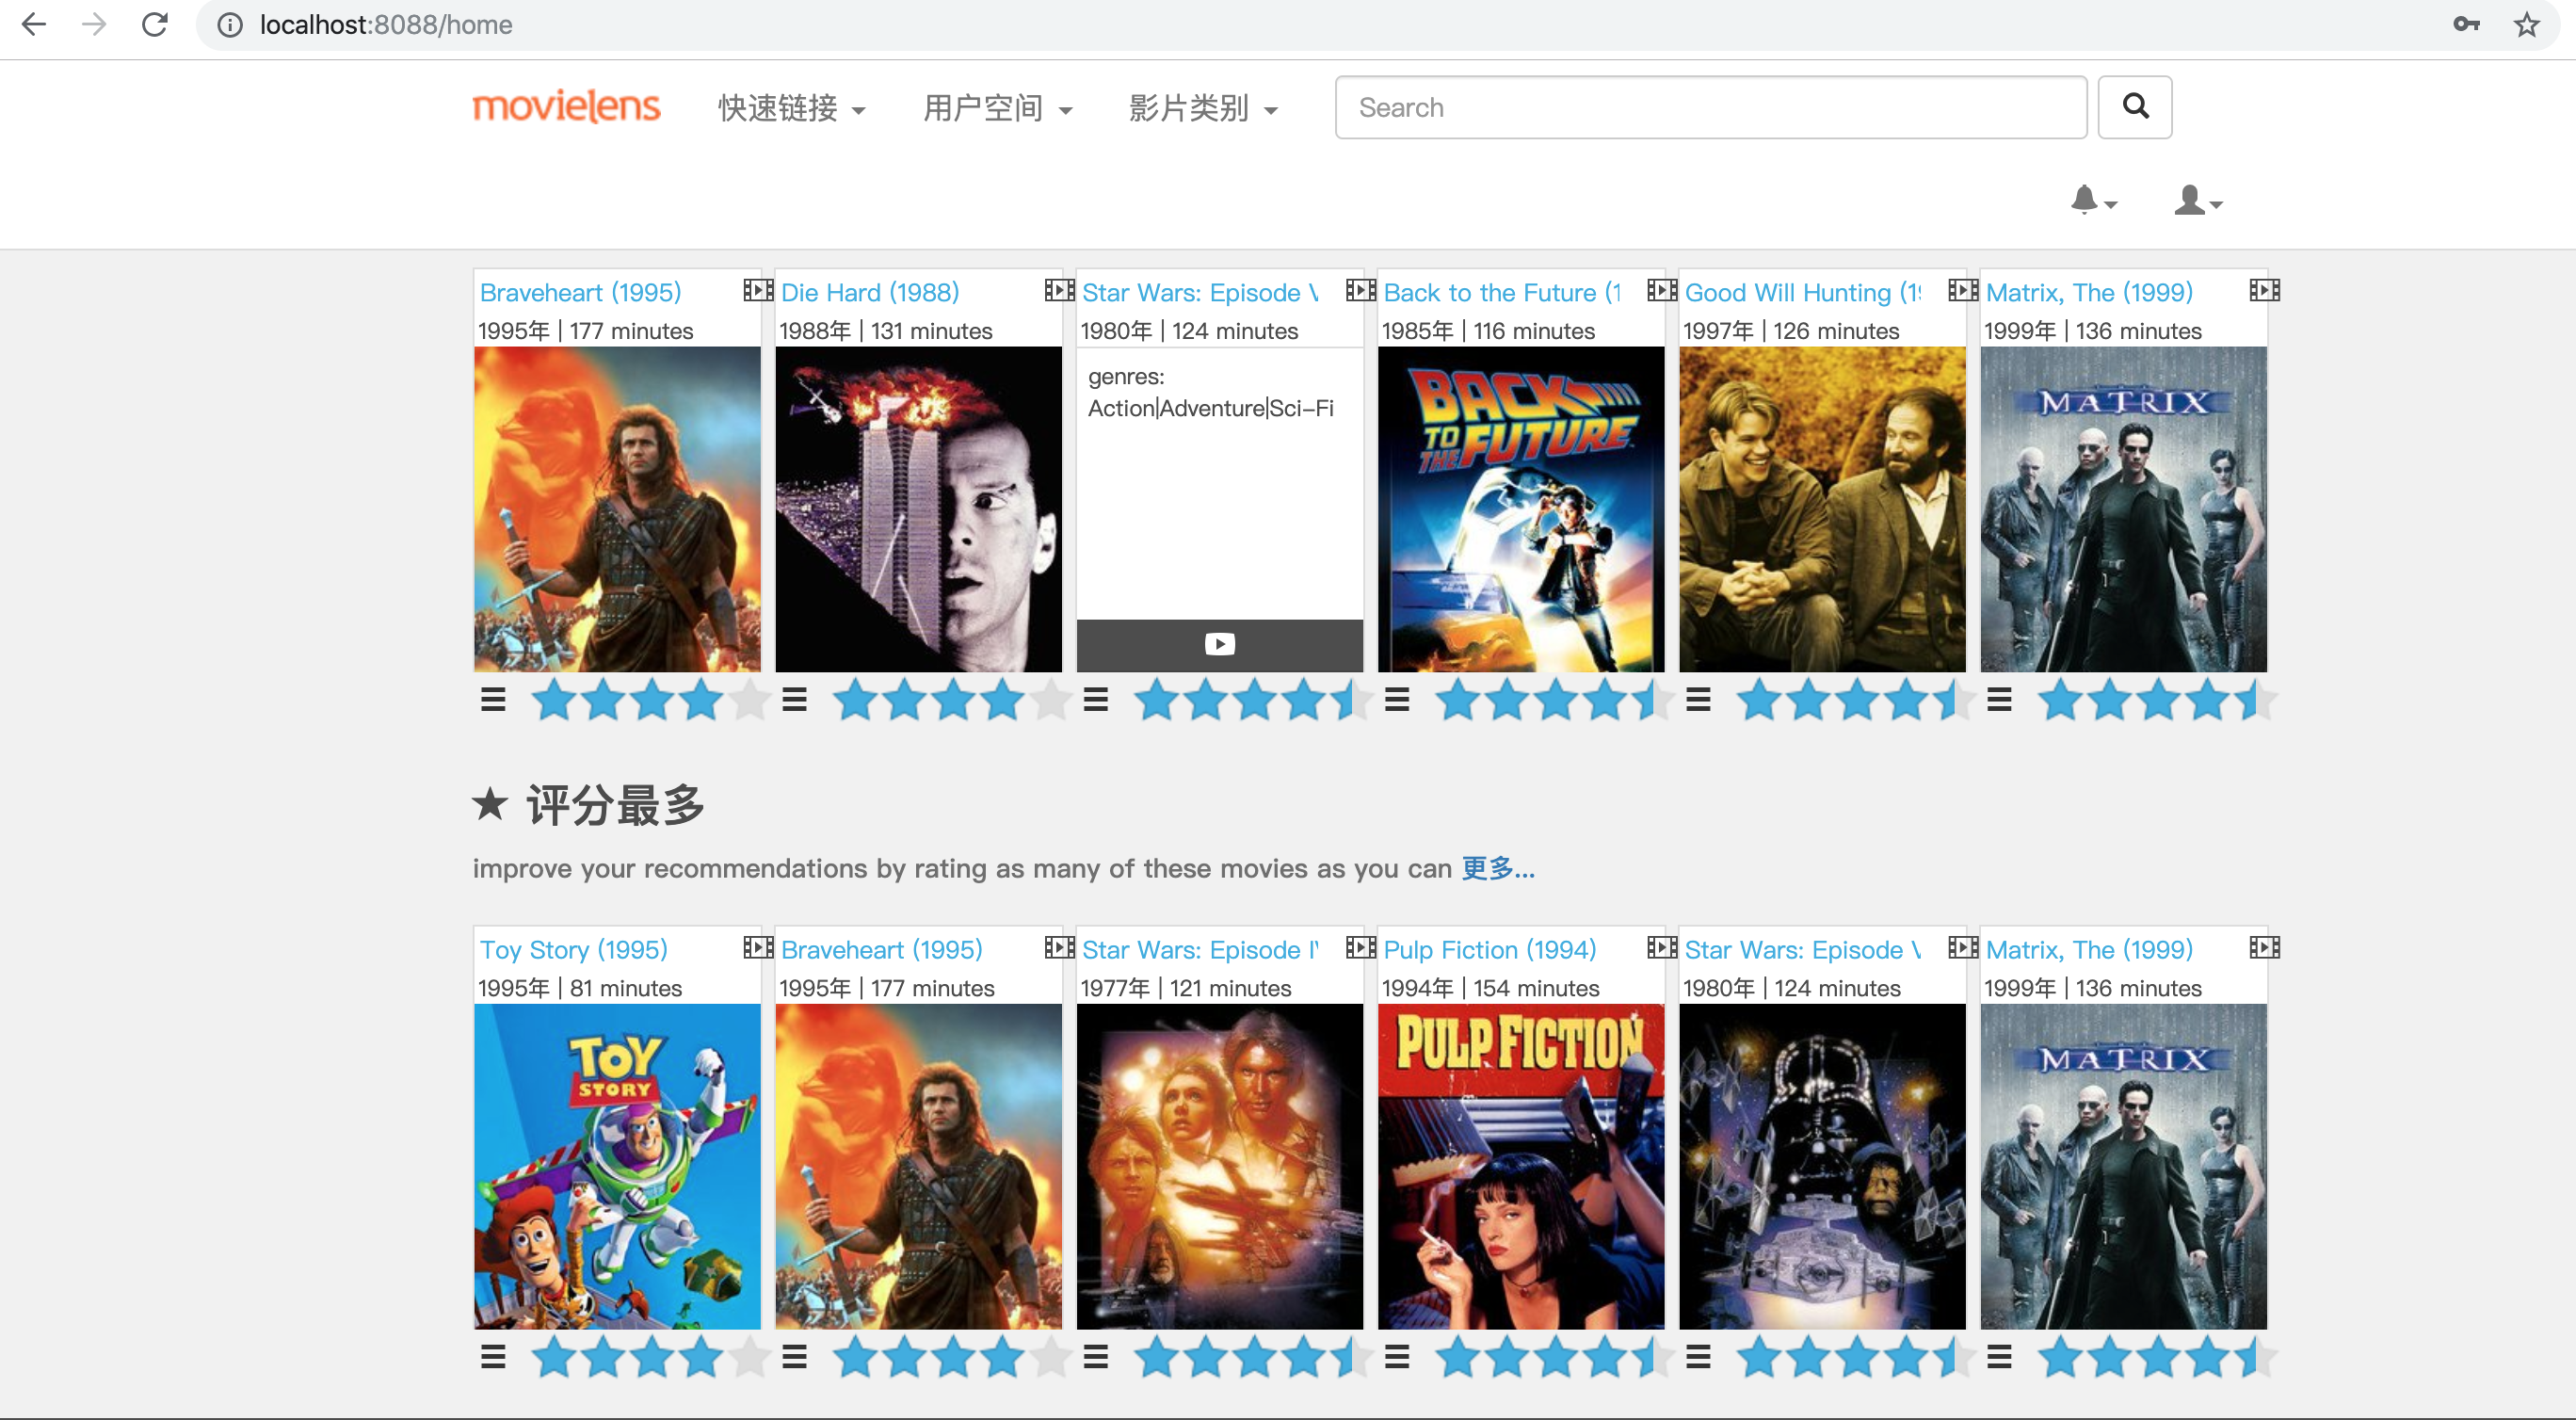 localhost:8088/home
movielens 快速链接 用户空间 影片类别 Search
Braveheart (1995) Die Hard (1988) Star Wars: Episode V Back to the Future (1 Good Will Hunting (19 Matrix, The (1999)
1995年 | 177 minutes 1988年 | 131 minutes 1980年 | 124 minutes 1985年 | 116 minutes 1997年 | 126 minutes 1999年 | 136 minutes
genres:
Action|Adventure|Sci-Fi
BACK
TO
THE FUTURE
MATRIX
★ 评分最多
improve your recommendations by rating as many of these movies as you can 更多...
Toy Story (1995) Braveheart (1995) Star Wars: Episode IV Pulp Fiction (1994) Star Wars: Episode V Matrix, The (1999)
1995年 | 81 minutes 1995年 | 177 minutes 1977年 | 121 minutes 1994年 | 154 minutes 1980年 | 124 minutes 1999年 | 136 minutes
TOY
STORY
PULP FICTION
MATRIX